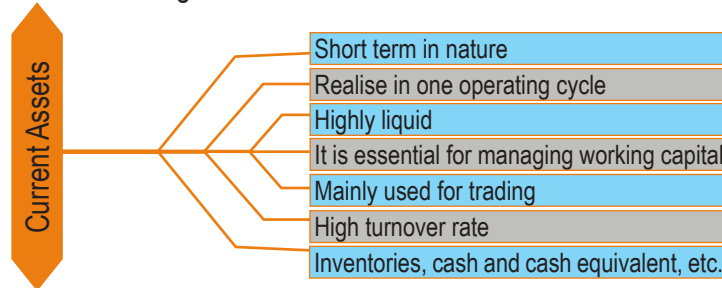 Current Assets
Short term in nature
Realise in one operating cycle
Highly liquid
It is essential for managing working capital
Mainly used for trading
High turnover rate
Inventories, cash and cash equivalent, etc.